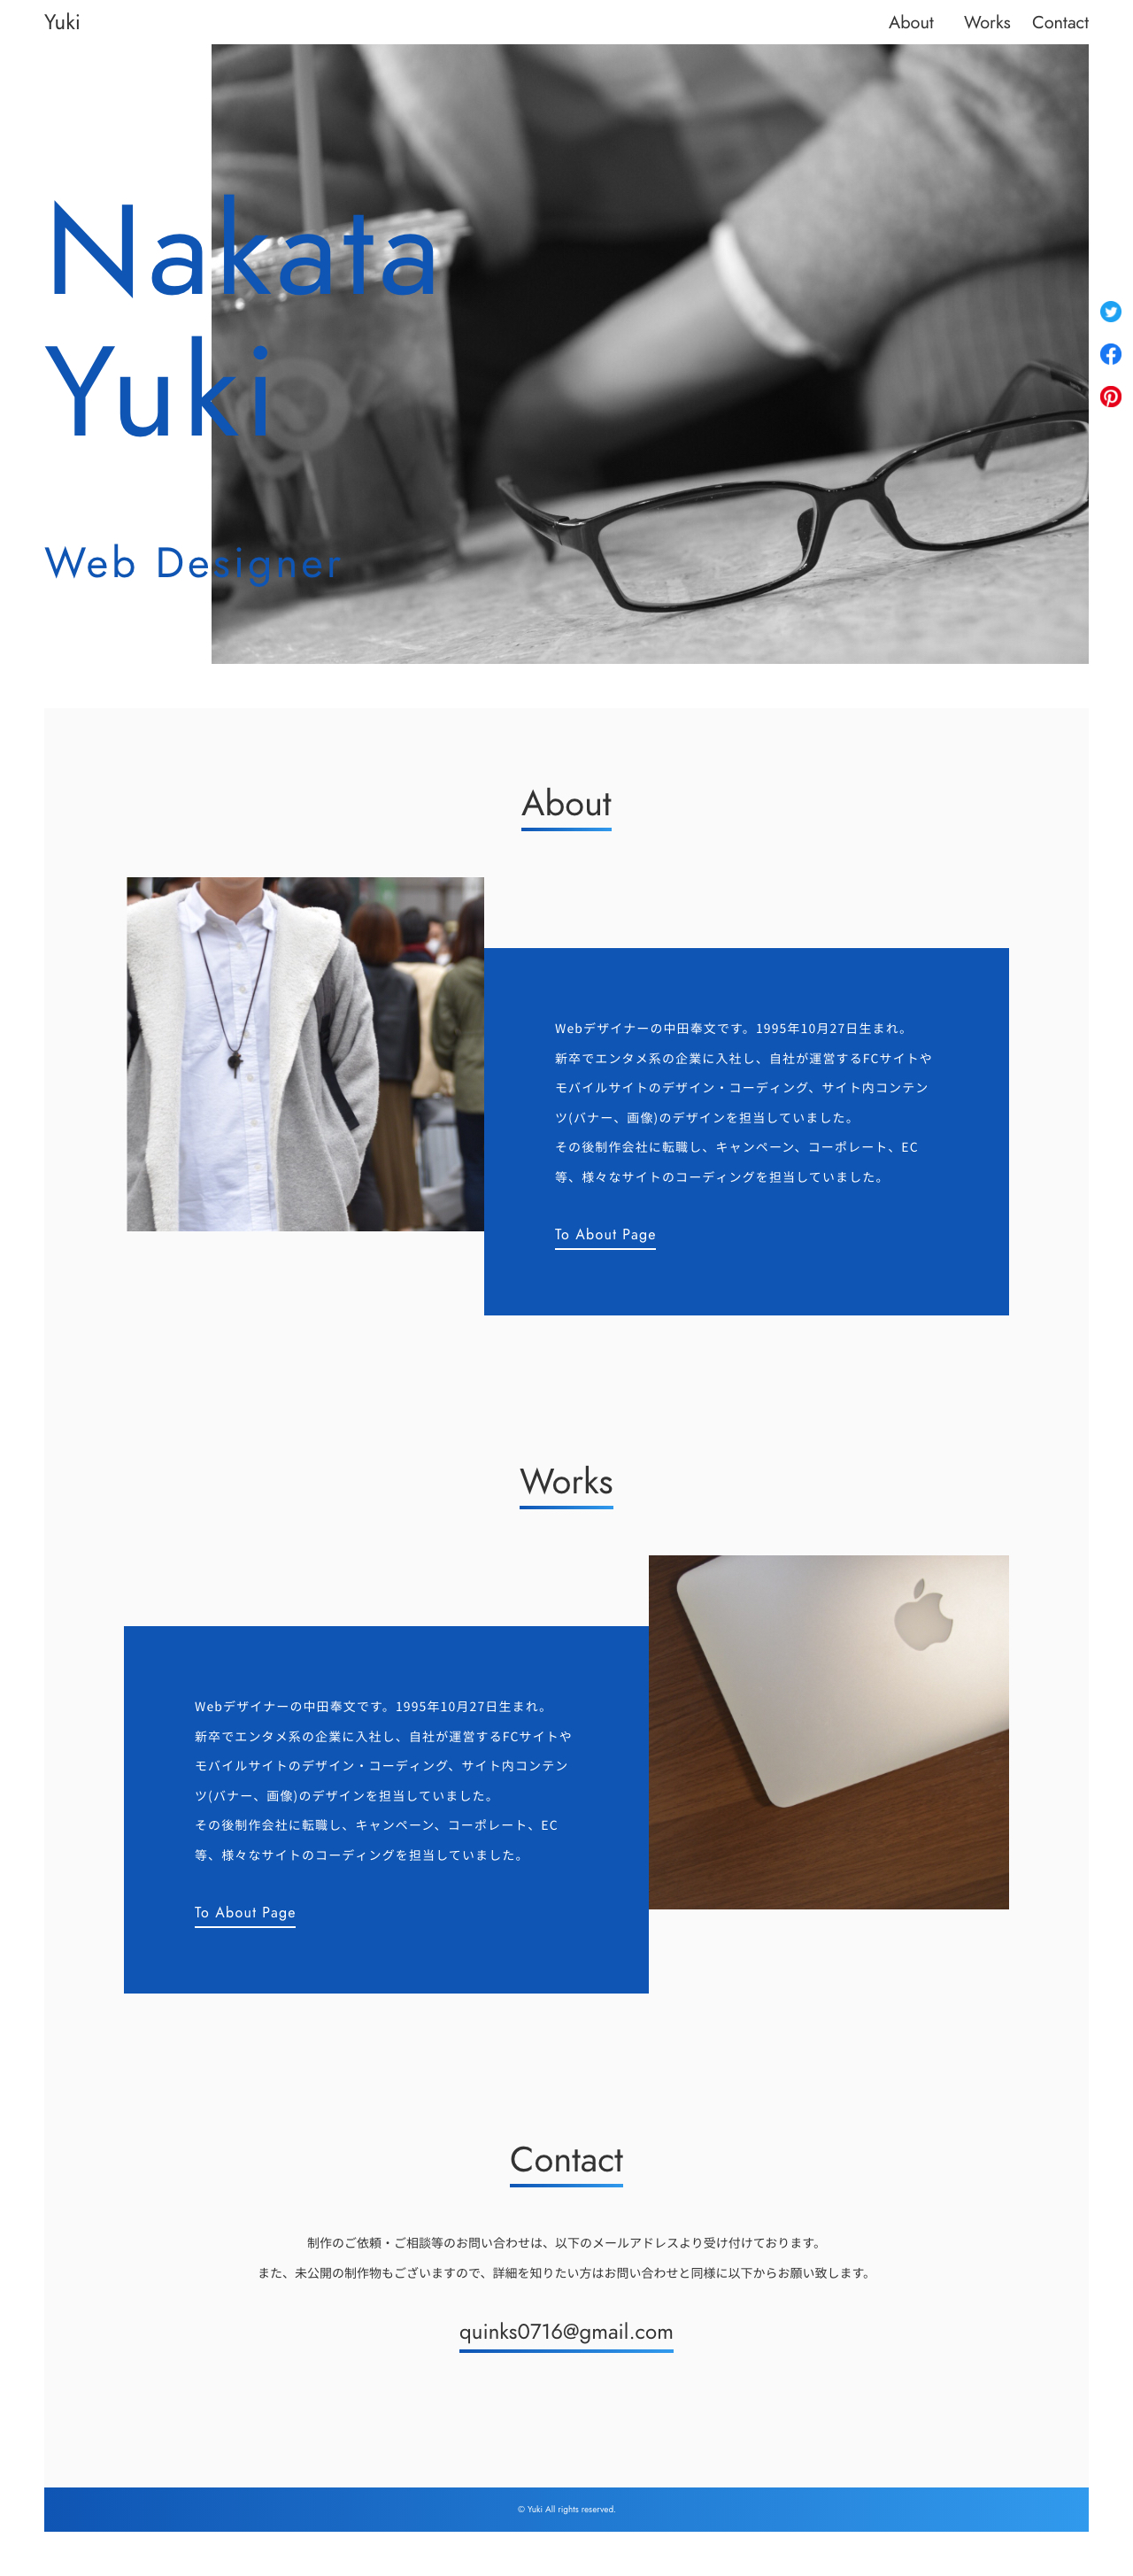 Yuki
About Works Contact
Nakata
Yuki
Web Designer
About
Webデザイナーの中田奉文です。1995年10月27日生まれ。
新卒でエンタメ系の企業に入社し、自社が運営するFCサイトや
モバイルサイトのデザイン・コーディング、サイト内コンテン
ツ(バナー、画像)のデザインを担当していました。
その後制作会社に転職し、キャンペーン、コーポレート、EC
等、様々なサイトのコーディングを担当していました。
To About Page
Works
Webデザイナーの中田奉文です。1995年10月27日生まれ。
新卒でエンタメ系の企業に入社し、自社が運営するFCサイトや
モバイルサイトのデザイン・コーディング、サイト内コンテン
ツ(バナー、画像)のデザインを担当していました。
その後制作会社に転職し、キャンペーン、コーポレート、EC
等、様々なサイトのコーディングを担当していました。
To About Page
Contact
制作のご依頼・ご相談等のお問い合わせは、以下のメールアドレスより受け付けております。
また、未公開の制作物もございますので、詳細を知りたい方はお問い合わせと同様に以下からお願い致します。
quinks0716@gmail.com
© Yuki All rights reserved.